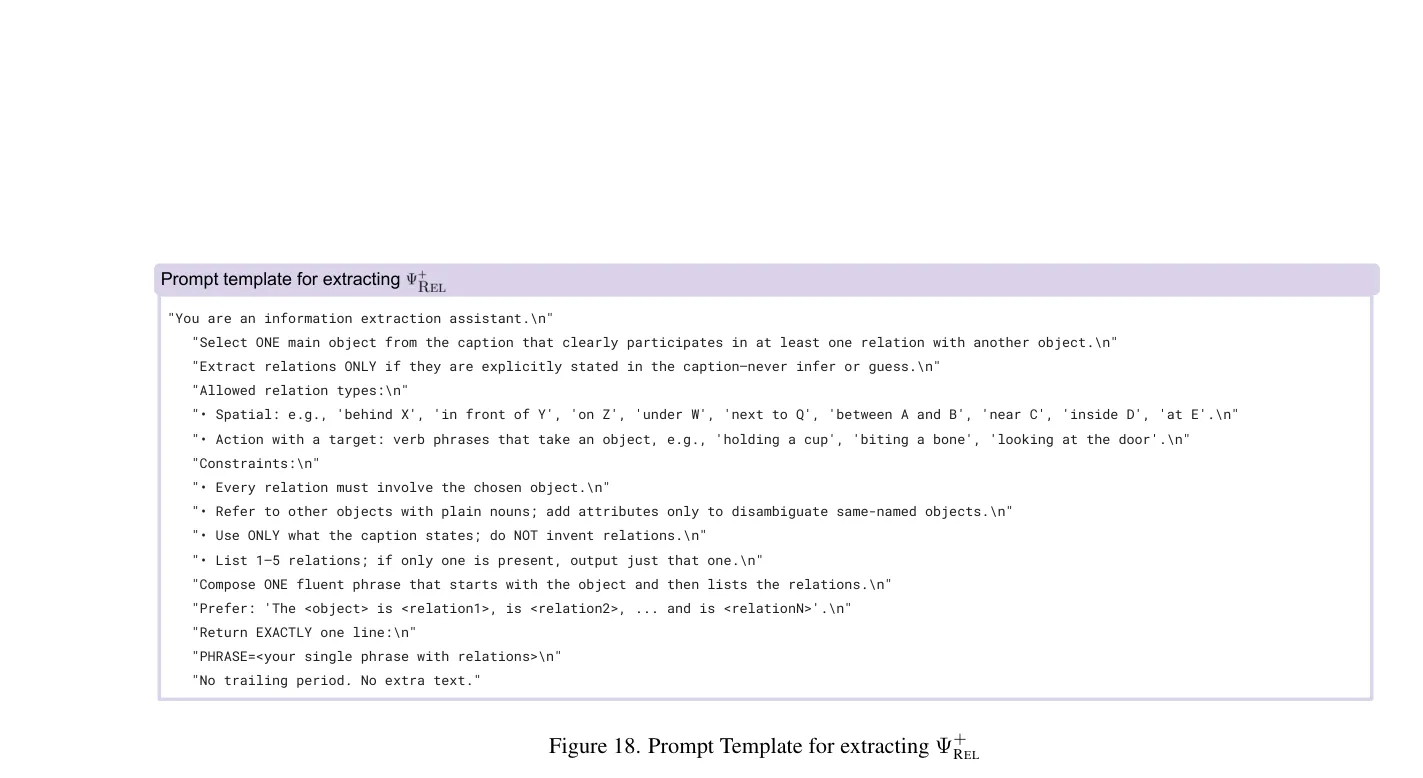 Prompt template for extracting Ψ⁺REL
"You are an information extraction assistant.\n"
"Select ONE main object from the caption that clearly participates in at least one relation with another object.\n"
"Extract relations ONLY if they are explicitly stated in the caption—never infer or guess.\n"
"Allowed relation types:\n"
"• Spatial: e.g., 'behind X', 'in front of Y', 'on Z', 'under W', 'next to Q', 'between A and B', 'near C', 'inside D', 'at E'.\n"
"• Action with a target: verb phrases that take an object, e.g., 'holding a cup', 'biting a bone', 'looking at the door'.\n"
"Constraints:\n"
"• Every relation must involve the chosen object.\n"
"• Refer to other objects with plain nouns; add attributes only to disambiguate same-named objects.\n"
"• Use ONLY what the caption states; do NOT invent relations.\n"
"• List 1–5 relations; if only one is present, output just that one.\n"
"Compose ONE fluent phrase that starts with the object and then lists the relations.\n"
"Prefer: 'The <object> is <relation1>, is <relation2>, ... and is <relationN>'.\n"
"Return EXACTLY one line:\n"
"PHRASE=<your single phrase with relations>\n"
"No trailing period. No extra text."
Figure 18. Prompt Template for extracting Ψ⁺REL